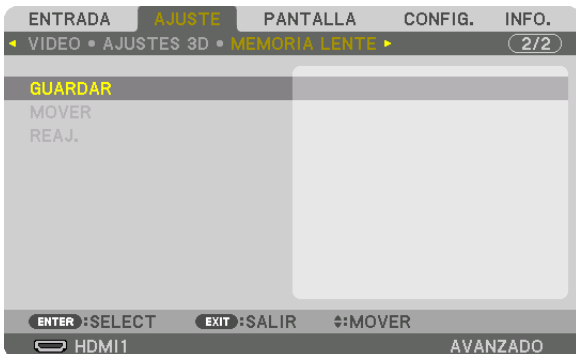 ENTRADA AJUSTE PANTALLA CONFIG. INFO.
VIDEO • AJUSTES 3D • MEMORIA LENTE 2/2
GUARDAR
MOVER
REAJ.
ENTER :SELECT EXIT :SALIR :MOVER
HDMI1 AVANZADO